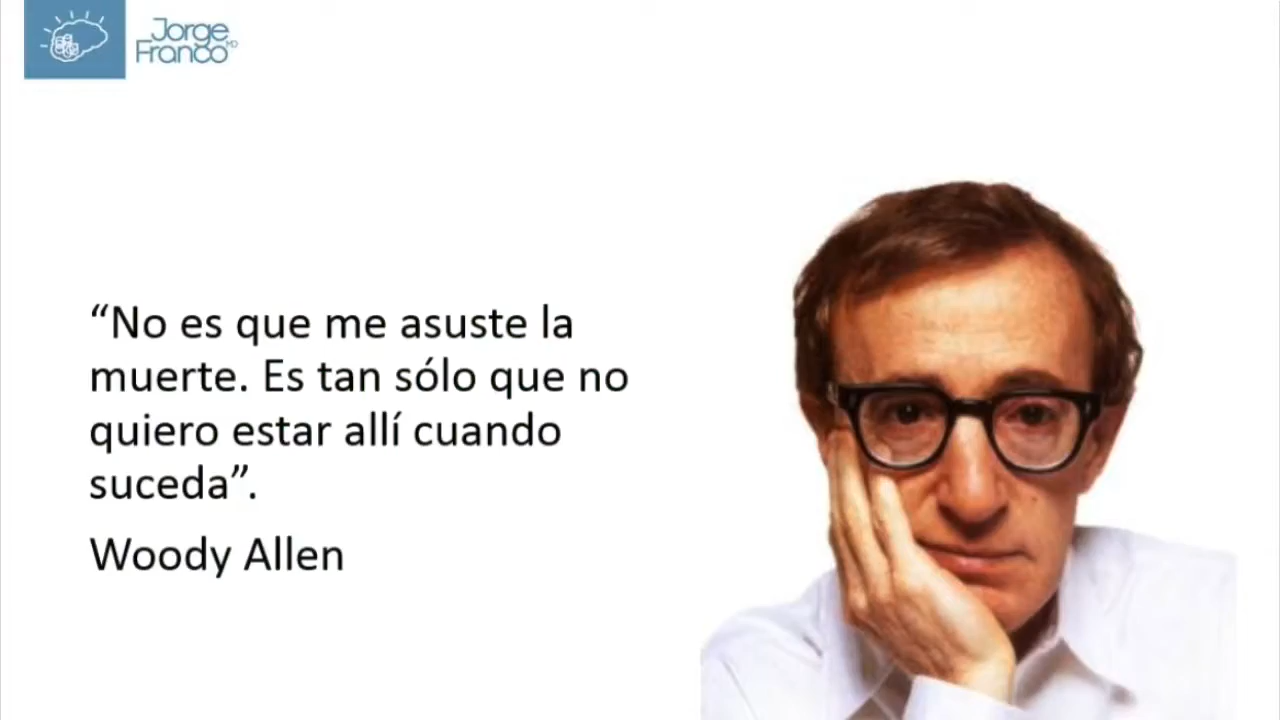 Jorge
Franco MD
“No es que me asuste la
muerte. Es tan sólo que no
quiero estar allí cuando
suceda”.
Woody Allen